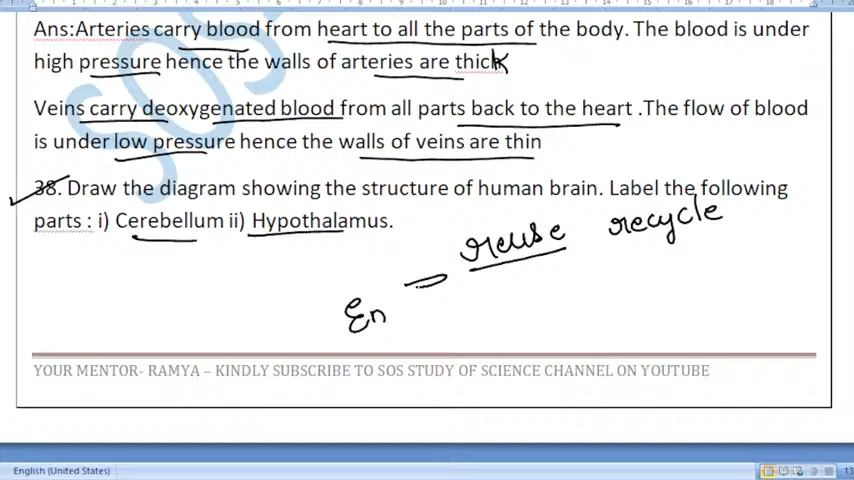 Ans:Arteries carry blood from heart to all the parts of the body. The blood is under
high pressure hence the walls of arteries are thick
Veins carry deoxygenated blood from all parts back to the heart .The flow of blood
is under low pressure hence the walls of veins are thin
38. Draw the diagram showing the structure of human brain. Label the following
parts : i) Cerebellum ii) Hypothalamus.
reuse recycle
En
YOUR MENTOR- RAMYA – KINDLY SUBSCRIBE TO SOS STUDY OF SCIENCE CHANNEL ON YOUTUBE
English (United States)